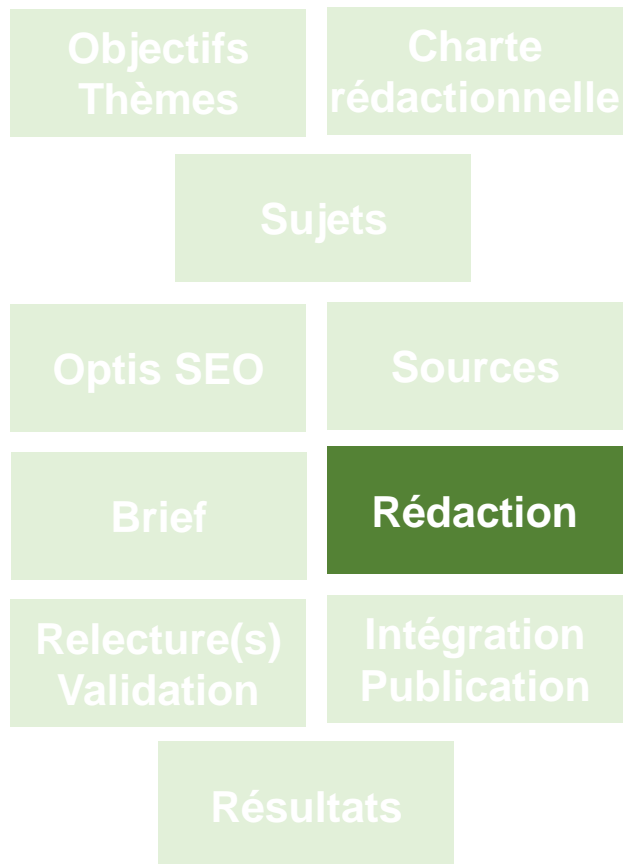 Objectifs
Thèmes
Charte
rédactionnelle
Sujets
Optis SEO
Sources
Brief
Rédaction
Relecture(s)
Validation
Intégration
Publication
Résultats